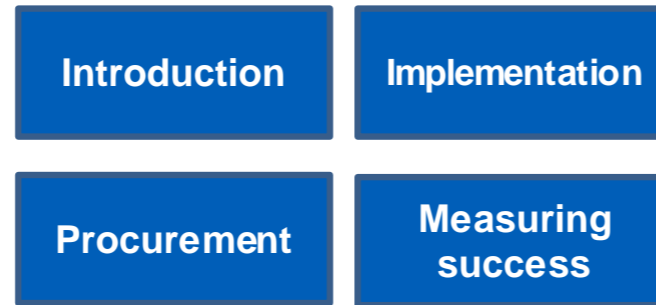 Introduction
Implementation
Procurement
Measuring
success